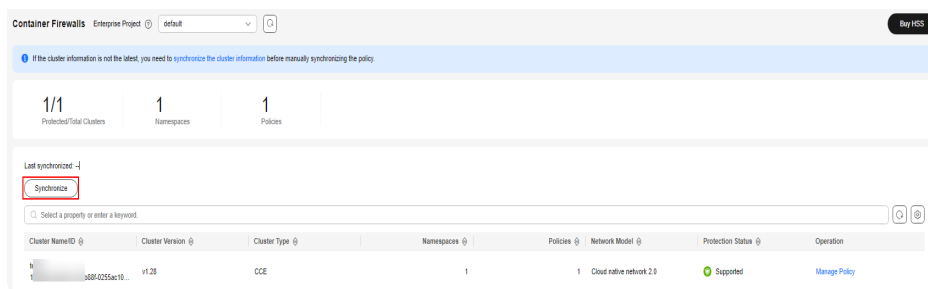 Container Firewalls Enterprise Project default Buy HSS
If the cluster information is not the latest, you need to synchronize the cluster information before manually synchronizing the policy.
1/1 1 1
Protected/Total Clusters Namespaces Policies
Last synchronized: --
Synchronize
Select a property or enter a keyword.
Cluster Name/ID Cluster Version Cluster Type Namespaces Policies Network Model Protection Status Operation
v1.28 CCE 1 1 Cloud native network 2.0 Supported Manage Policy